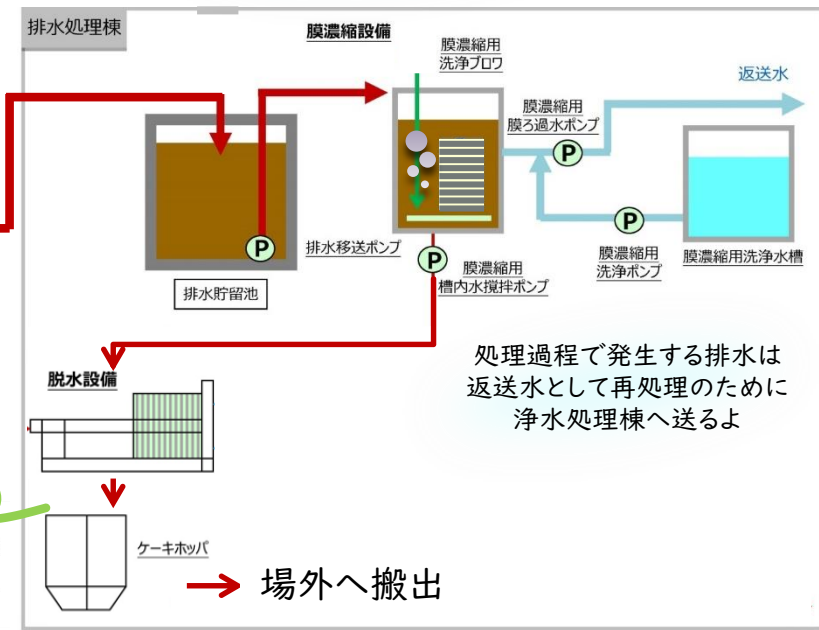 排水処理棟
膜濃縮設備
膜濃縮用
洗浄ブロワ
返送水
膜濃縮用
膜ろ過水ポンプ
P
P
P
排水移送ポンプ
P
膜濃縮用
槽内水撹拌ポンプ
膜濃縮用
洗浄ポンプ
膜濃縮用洗浄水槽
排水貯留池
処理過程で発生する排水は
返送水として再処理のために
浄水処理棟へ送るよ
脱水設備
ケーキホッパ
場外へ搬出